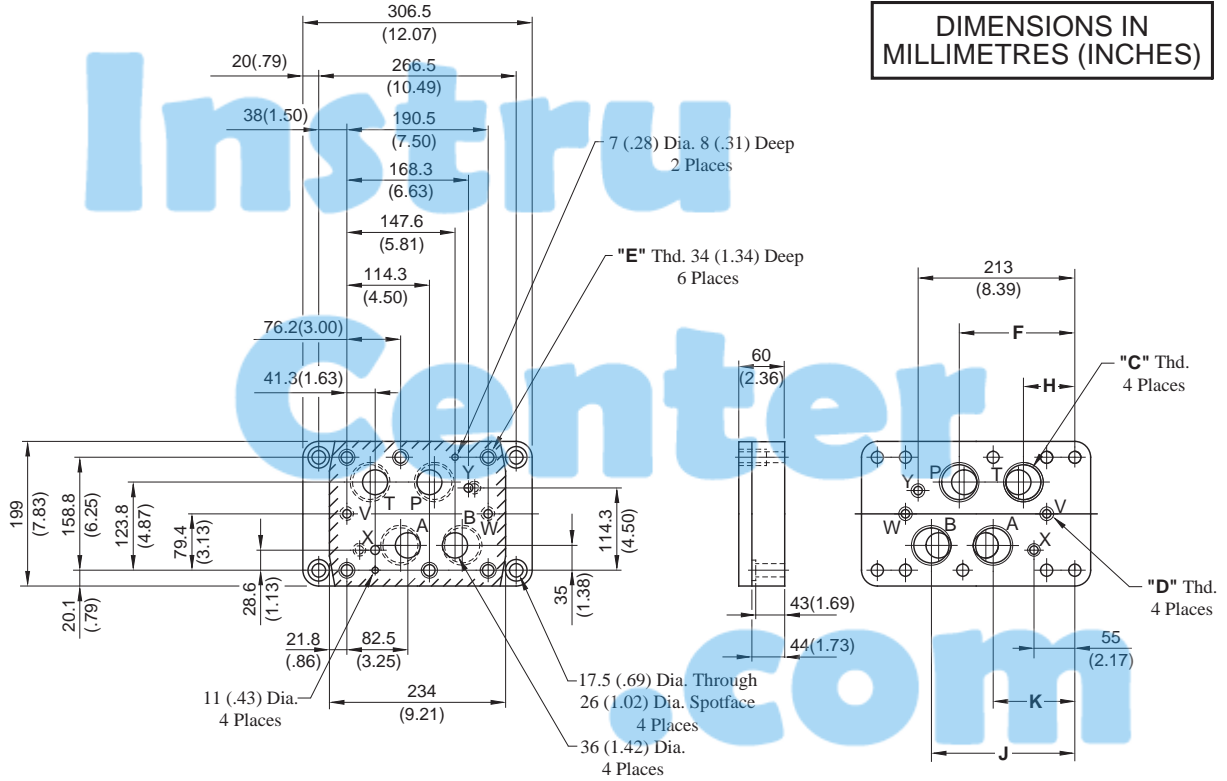 DIMENSIONS IN
MILLIMETRES (INCHES)
306.5
(12.07)
20(.79)
266.5
(10.49)
38(1.50)
190.5
(7.50)
7 (.28) Dia. 8 (.31) Deep
2 Places
168.3
(6.63)
147.6
(5.81)
"E" Thd. 34 (1.34) Deep
6 Places
114.3
(4.50)
213
(8.39)
76.2(3.00)
F
60
(2.36)
"C" Thd.
4 Places
41.3(1.63)
H
199
(7.83)
158.8
(6.25)
123.8
(4.87)
79.4
(3.13)
28.6
(1.13)
20.1
(.79)
T
P
Y
V
A
B
W
X
114.3
(4.50)
35
(1.38)
Y
P
T
V
W
B
A
X
"D" Thd.
4 Places
43(1.69)
44(1.73)
55
(2.17)
21.8
(.86)
82.5
(3.25)
11 (.43) Dia.
4 Places
234
(9.21)
17.5 (.69) Dia. Through
26 (1.02) Dia. Spotface
4 Places
36 (1.42) Dia.
4 Places
K
J
Instru
Center
.com